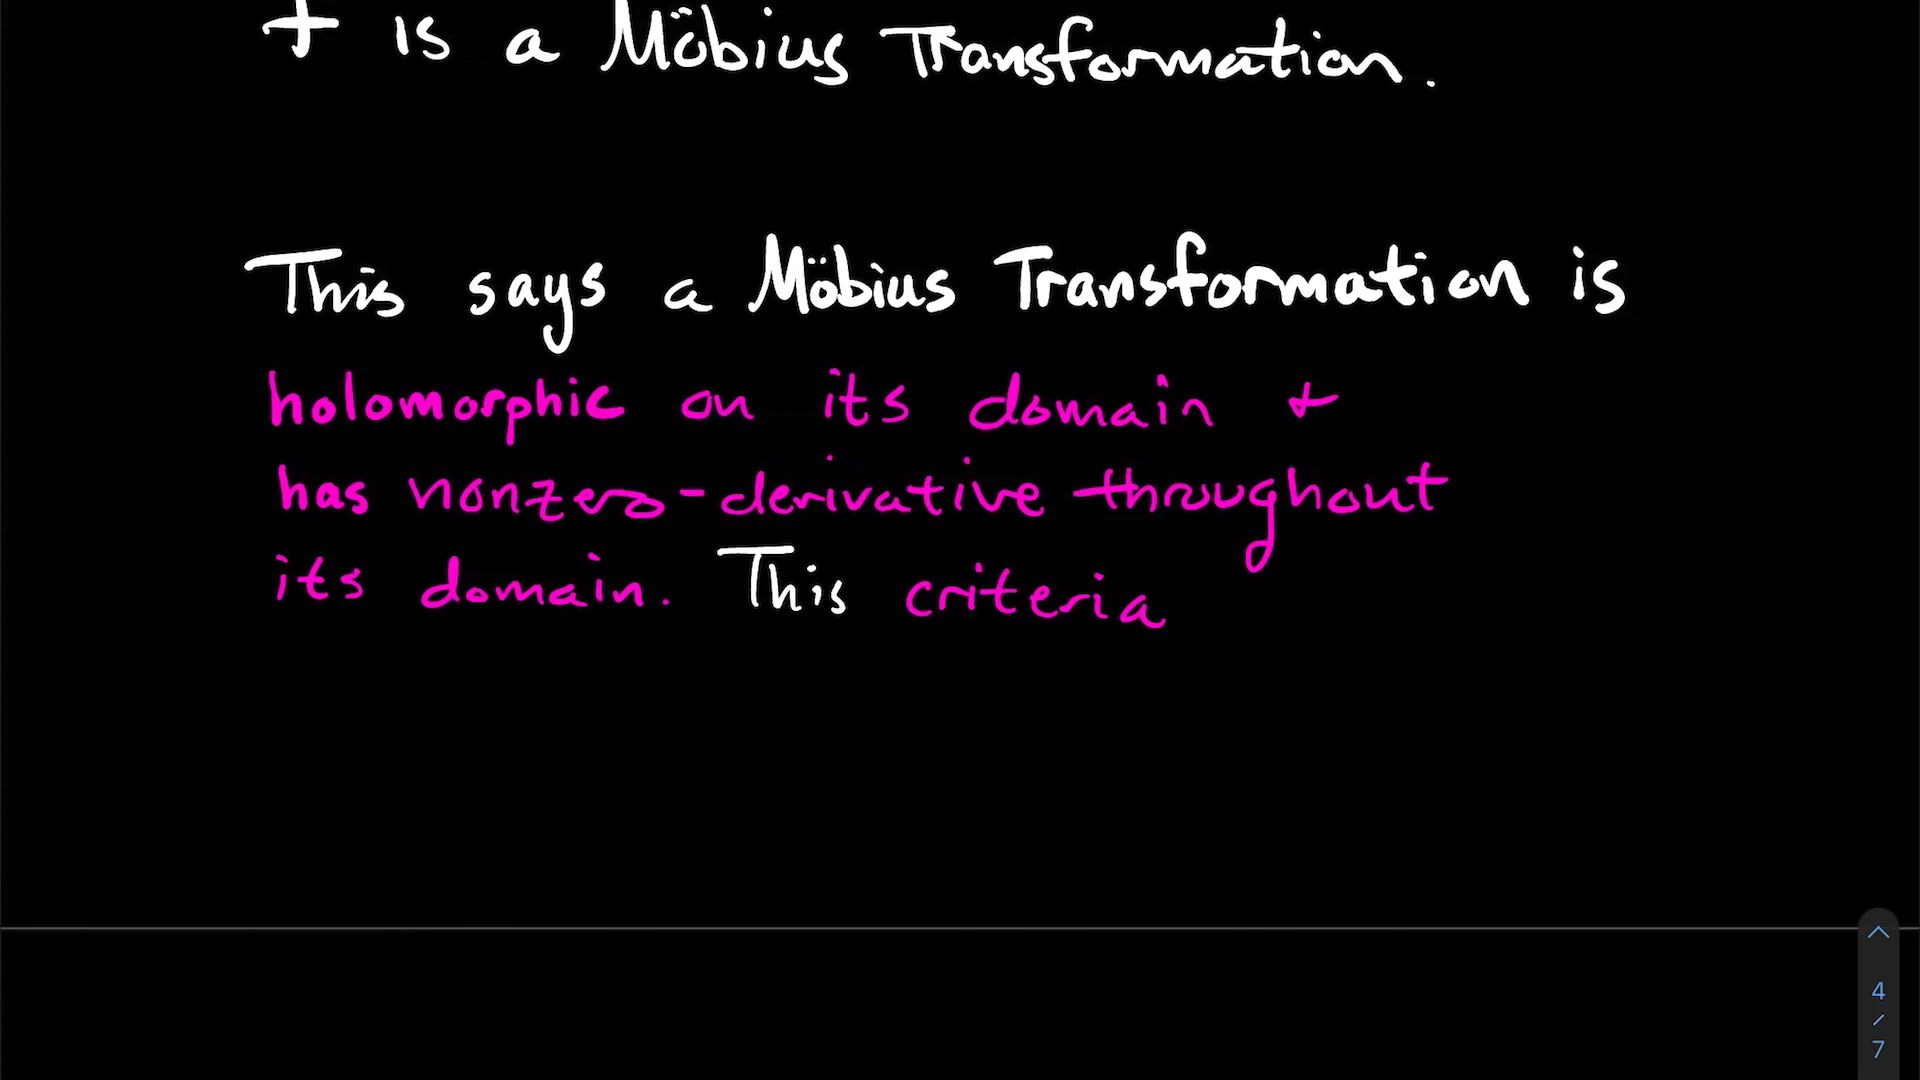 is a Möbius Transformation.
This says a Möbius Transformation is
holomorphic on its domain &
has nonzero-derivative throughout
its domain. This criteria
4
/
7